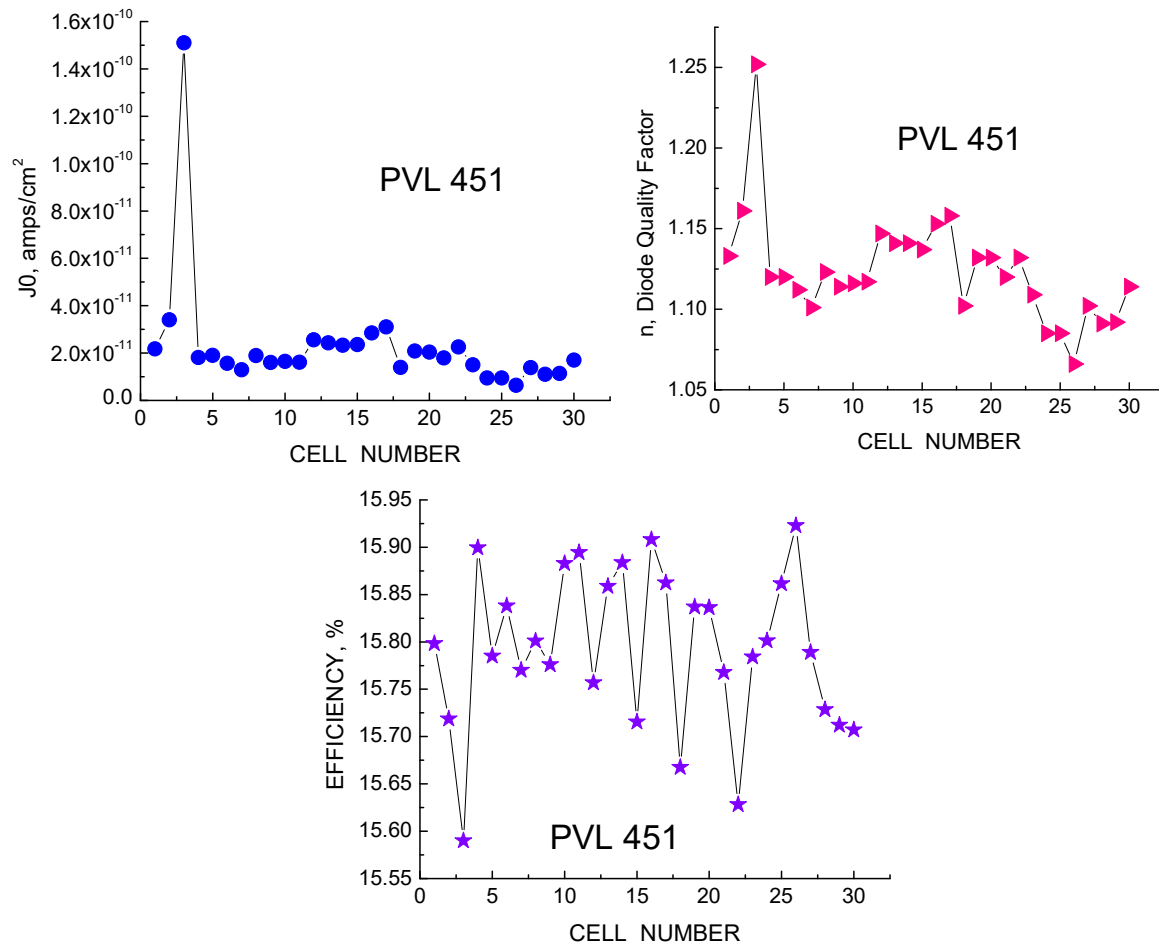 1.6x10-10
1.4x10-10
1.2x10-10
1.0x10-10
8.0x10-11
6.0x10-11
4.0x10-11
2.0x10-11
0.0
J0, amps/cm2
PVL 451
0 5 10 15 20 25 30
CELL NUMBER
1.25
1.20
1.15
1.10
1.05
n, Diode Quality Factor
PVL 451
0 5 10 15 20 25 30
CELL NUMBER
15.95
15.90
15.85
15.80
15.75
15.70
15.65
15.60
15.55
EFFICIENCY, %
PVL 451
0 5 10 15 20 25 30
CELL NUMBER